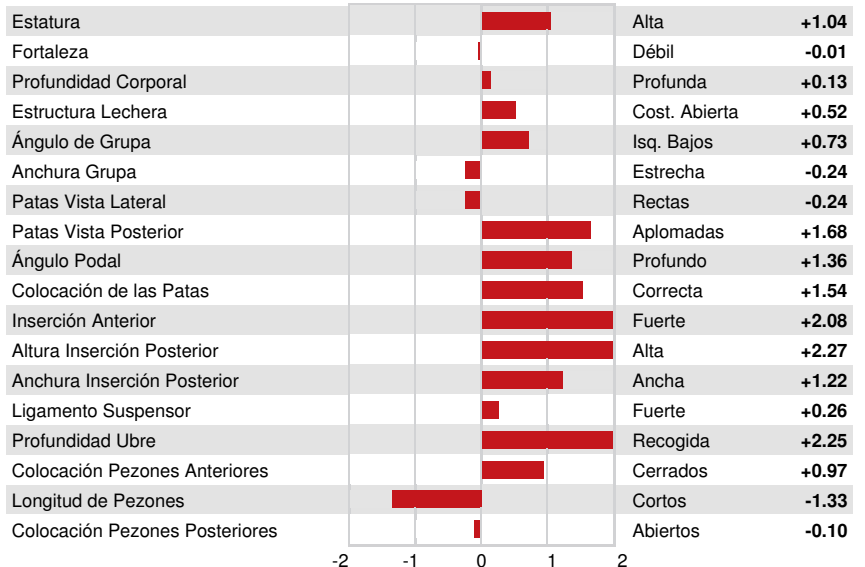 Estatura Alta +1.04
Fortaleza Débil -0.01
Profundidad Corporal Profunda +0.13
Estructura Lechera Cost. Abierta +0.52
Ángulo de Grupa Isq. Bajos +0.73
Anchura Grupa Estrecha -0.24
Patas Vista Lateral Rectas -0.24
Patas Vista Posterior Aplomadas +1.68
Ángulo Podal Profundo +1.36
Colocación de las Patas Correcta +1.54
Inserción Anterior Fuerte +2.08
Altura Inserción Posterior Alta +2.27
Anchura Inserción Posterior Ancha +1.22
Ligamento Suspensor Fuerte +0.26
Profundidad Ubre Recogida +2.25
Colocación Pezones Anteriores Cerrados +0.97
Longitud de Pezones Cortos -1.33
Colocación Pezones Posteriores Abiertos -0.10
-2 -1 0 1 2